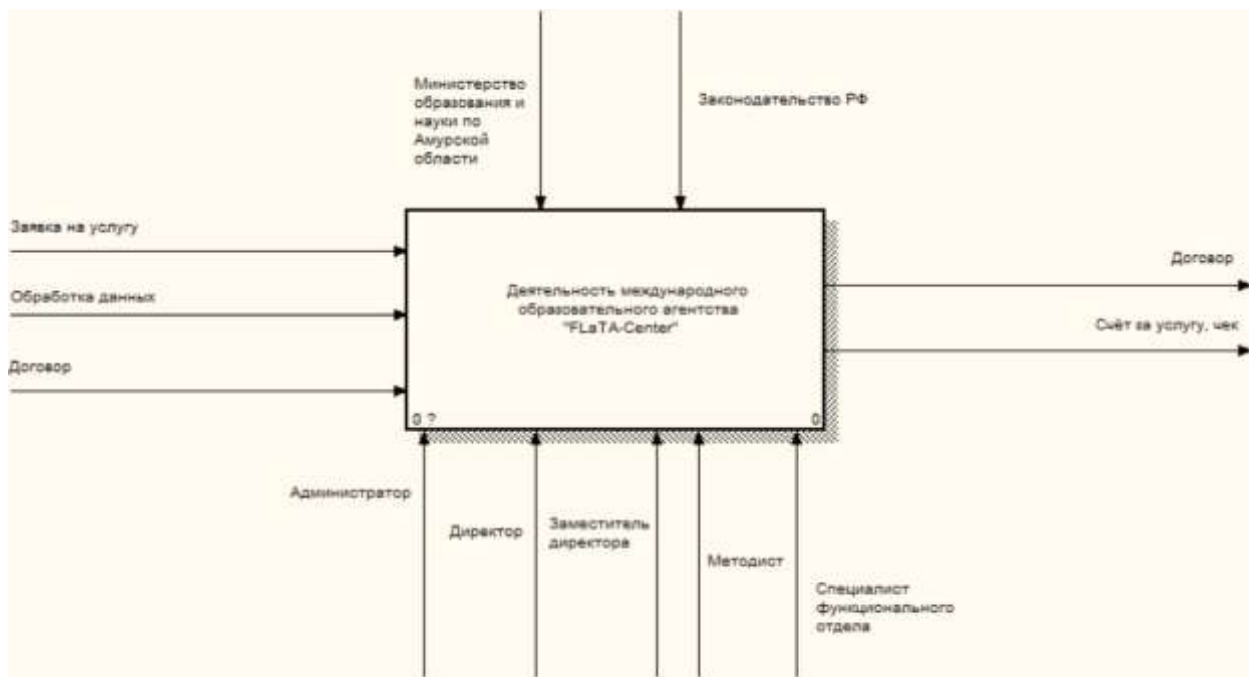 Министерство
образования и
науки по
Амурской
области
Законодательство РФ
Заявка на услугу
Обработка данных
Договор
Деятельность международного
образовательного агентства
"FLaTA-Center"
0 ?
0
Договор
Счёт за услугу, чек
Администратор
Директор
Заместитель
директора
Методист
Специалист
функционального
отдела